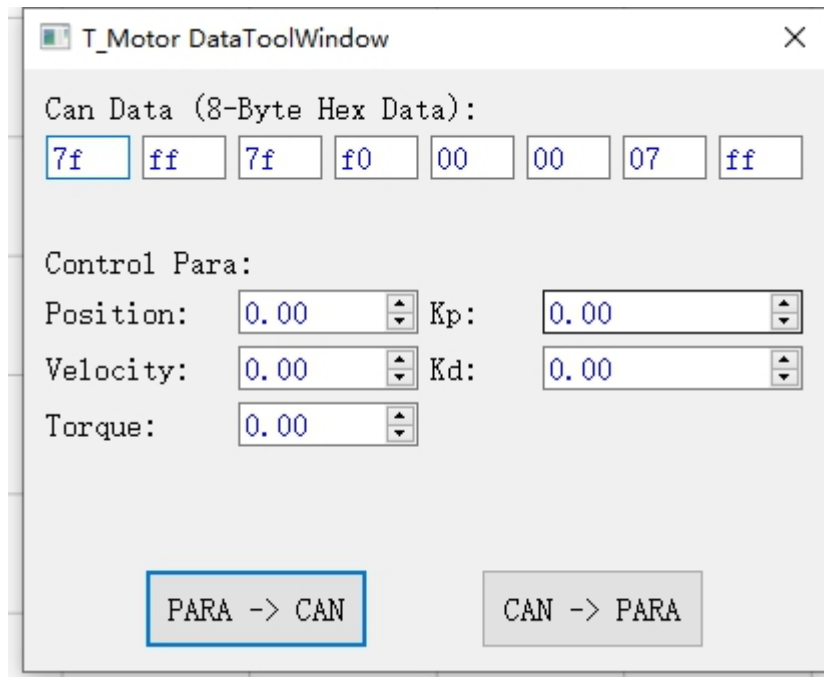 T_Motor DataToolWindow
Can Data (8-Byte Hex Data):
7f ff 7f f0 00 00 07 ff
Control Para:
Position: 0.00 Kp: 0.00
Velocity: 0.00 Kd: 0.00
Torque: 0.00
PARA -> CAN CAN -> PARA